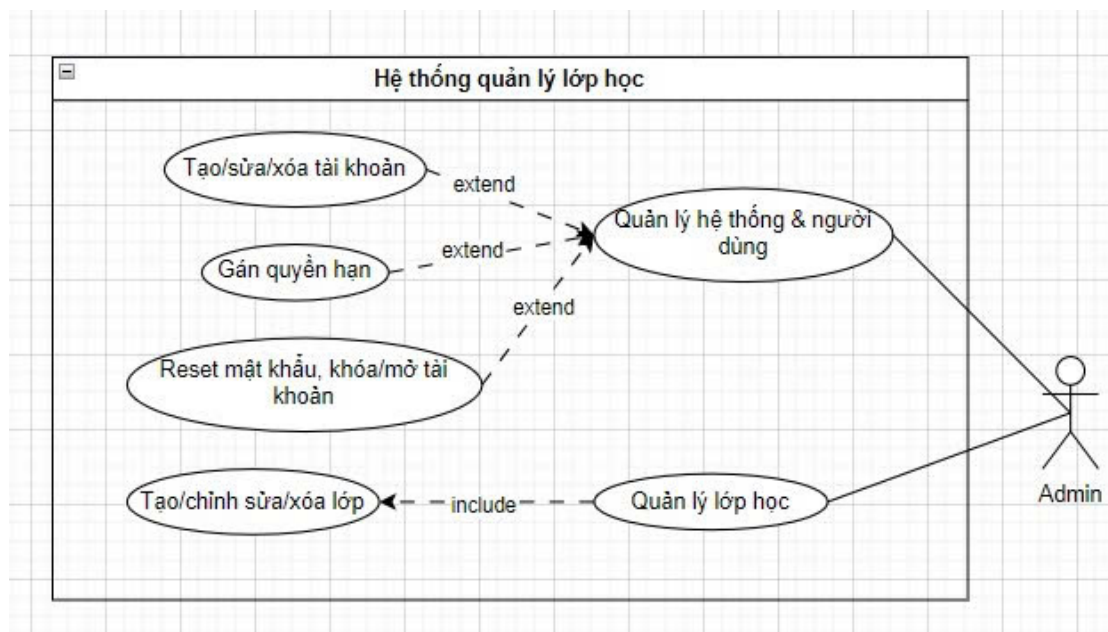 Hệ thống quản lý lớp học
Tạo/sửa/xóa tài khoản
extend
Quản lý hệ thống & người
dùng
Gán quyền hạn
extend
extend
Reset mật khẩu, khóa/mở tài
khoản
Tạo/chỉnh sửa/xóa lớp
include
Quản lý lớp học
Admin